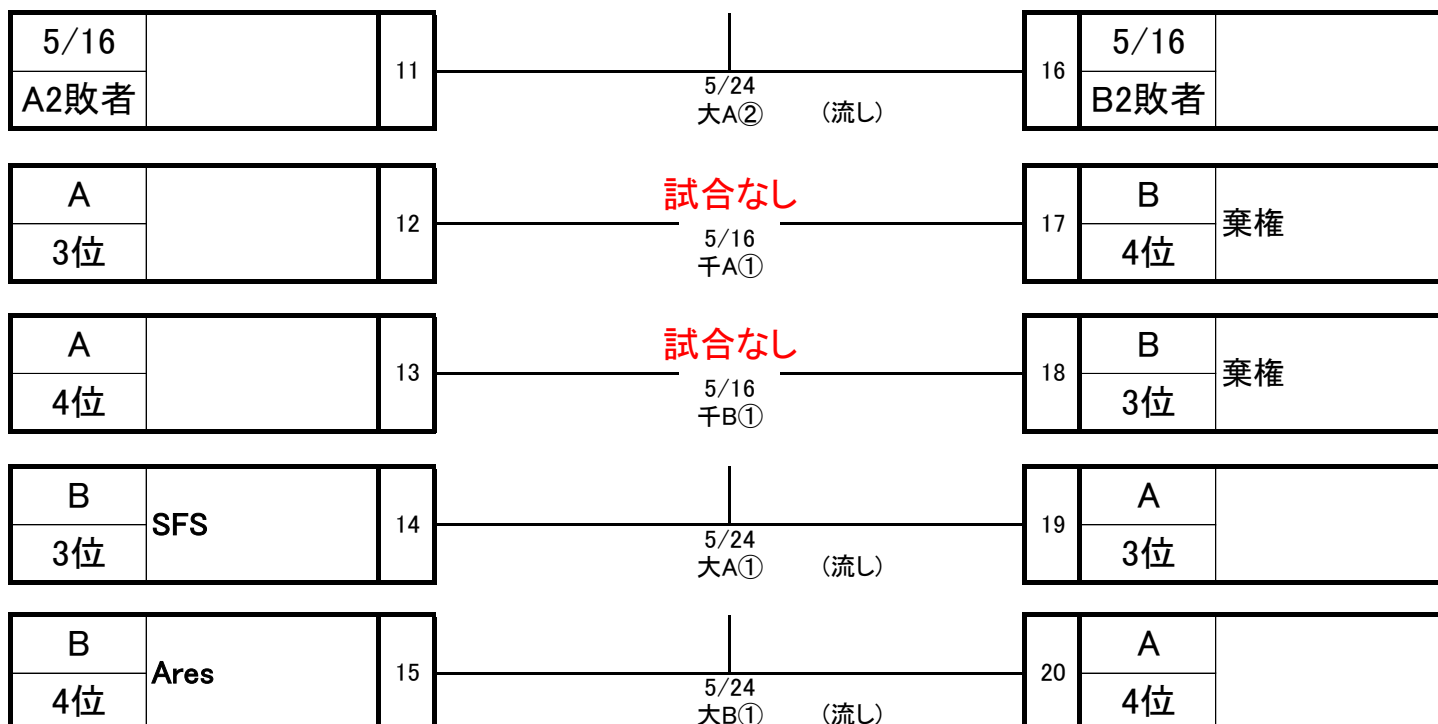 5/16
A2敗者
11
5/24
大A② (流し)
16
5/16
B2敗者
A
3位
12
試合なし
5/16
千A①
17
B
4位
棄権
A
4位
13
試合なし
5/16
千B①
18
B
3位
棄権
B
3位
SFS
14
5/24
大A① (流し)
19
A
3位
B
4位
Ares
15
5/24
大B① (流し)
20
A
4位